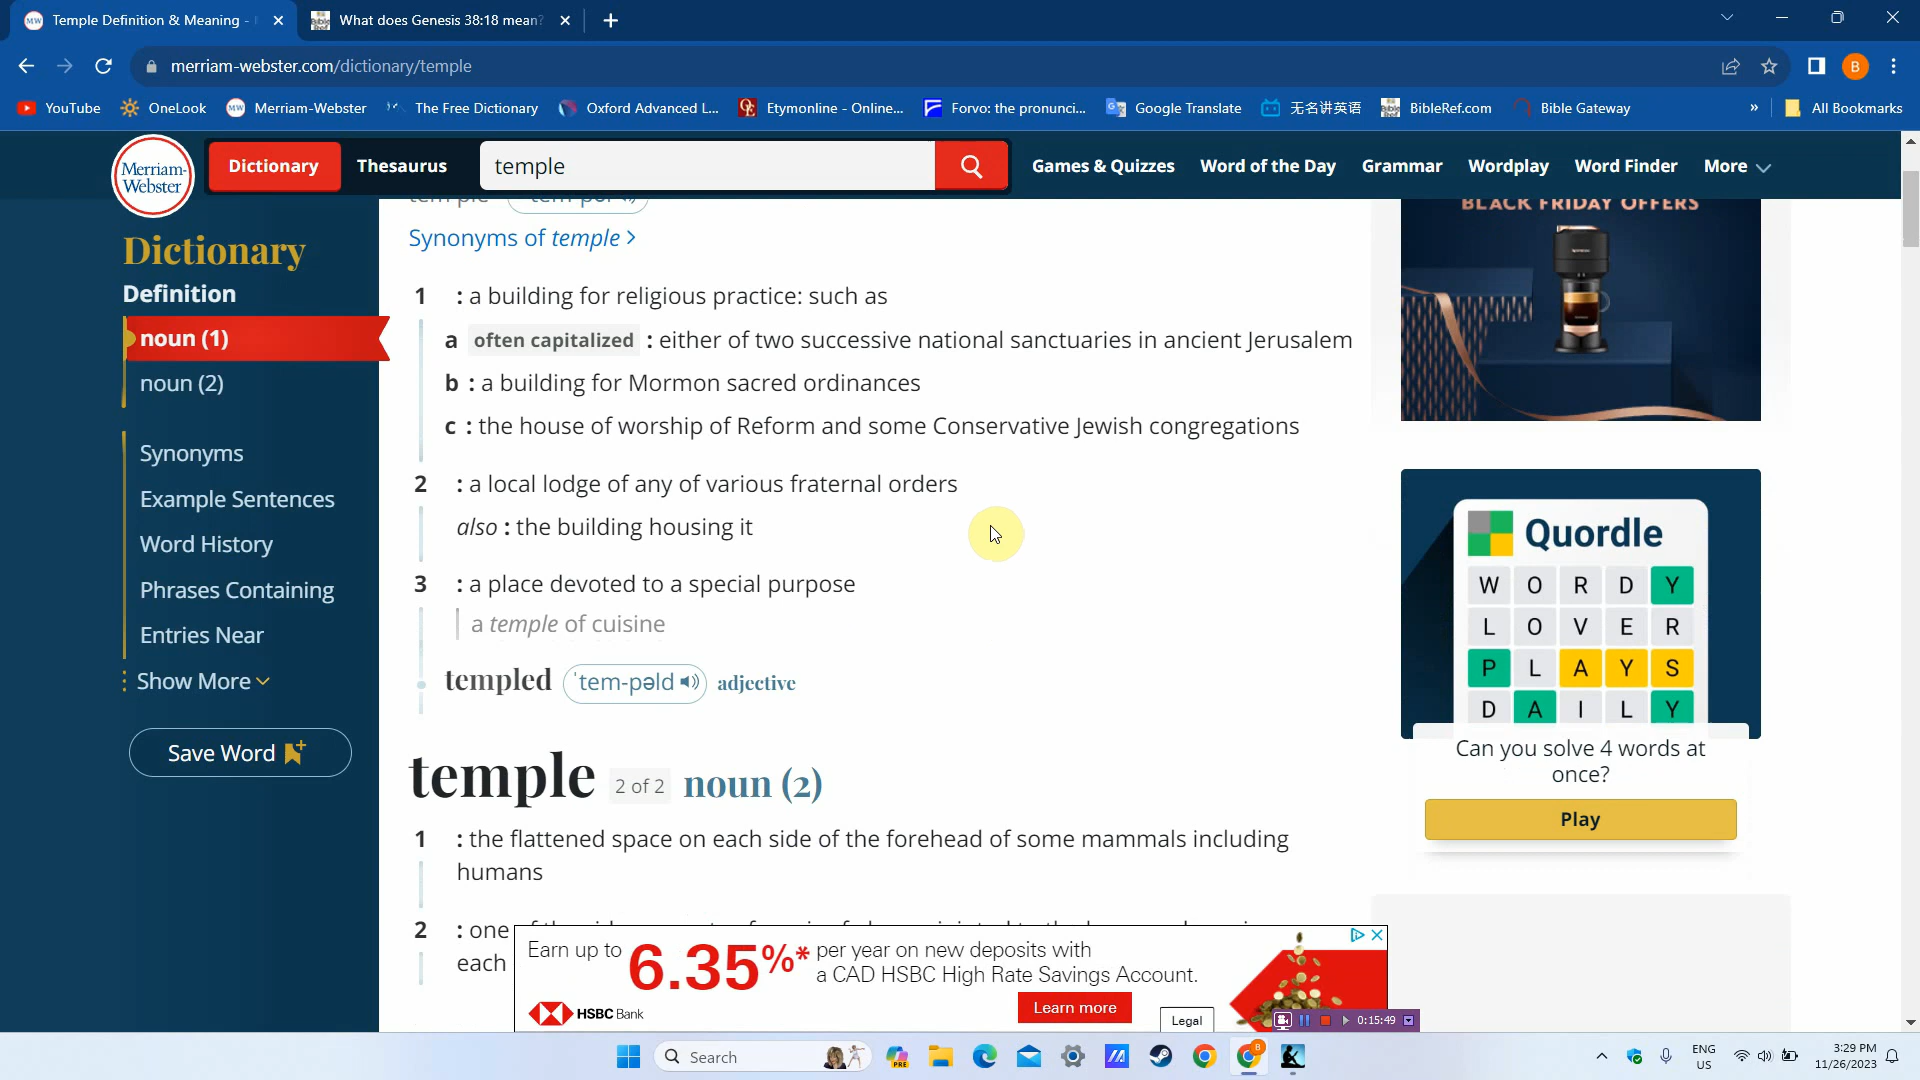 Temple Definition & Meaning -
What does Genesis 38:18 mean?
merriam-webster.com/dictionary/temple
B
YouTube
OneLook
Merriam-Webster
The Free Dictionary
Oxford Advanced L...
Etymonline - Online...
Forvo: the pronunci...
Google Translate
无名讲英语
BibleRef.com
Bible Gateway
»
All Bookmarks
Merriam-
Webster
Dictionary
Thesaurus
temple
Games & Quizzes
Word of the Day
Grammar
Wordplay
Word Finder
More
Dictionary
Definition
noun (1)
noun (2)
Synonyms
Example Sentences
Word History
Phrases Containing
Entries Near
Show More
Save Word
Synonyms of temple >
1 : a building for religious practice: such as
a often capitalized : either of two successive national sanctuaries in ancient Jerusalem
b : a building for Mormon sacred ordinances
c : the house of worship of Reform and some Conservative Jewish congregations
2 : a local lodge of any of various fraternal orders
also : the building housing it
3 : a place devoted to a special purpose
a temple of cuisine
templed ˈtem-pəld adjective
temple 2 of 2 noun (2)
1 : the flattened space on each side of the forehead of some mammals including
humans
2 : one
each
BLACK FRIDAY OFFERS
Quordle
W O R D Y
L O V E R
P L A Y S
D A I L Y
Can you solve 4 words at
once?
Play
Earn up to 6.35%* per year on new deposits with
a CAD HSBC High Rate Savings Account.
HSBC Bank
Learn more
Legal
0:15:49
Search
PRE
ENG
US
3:29 PM
11/26/2023